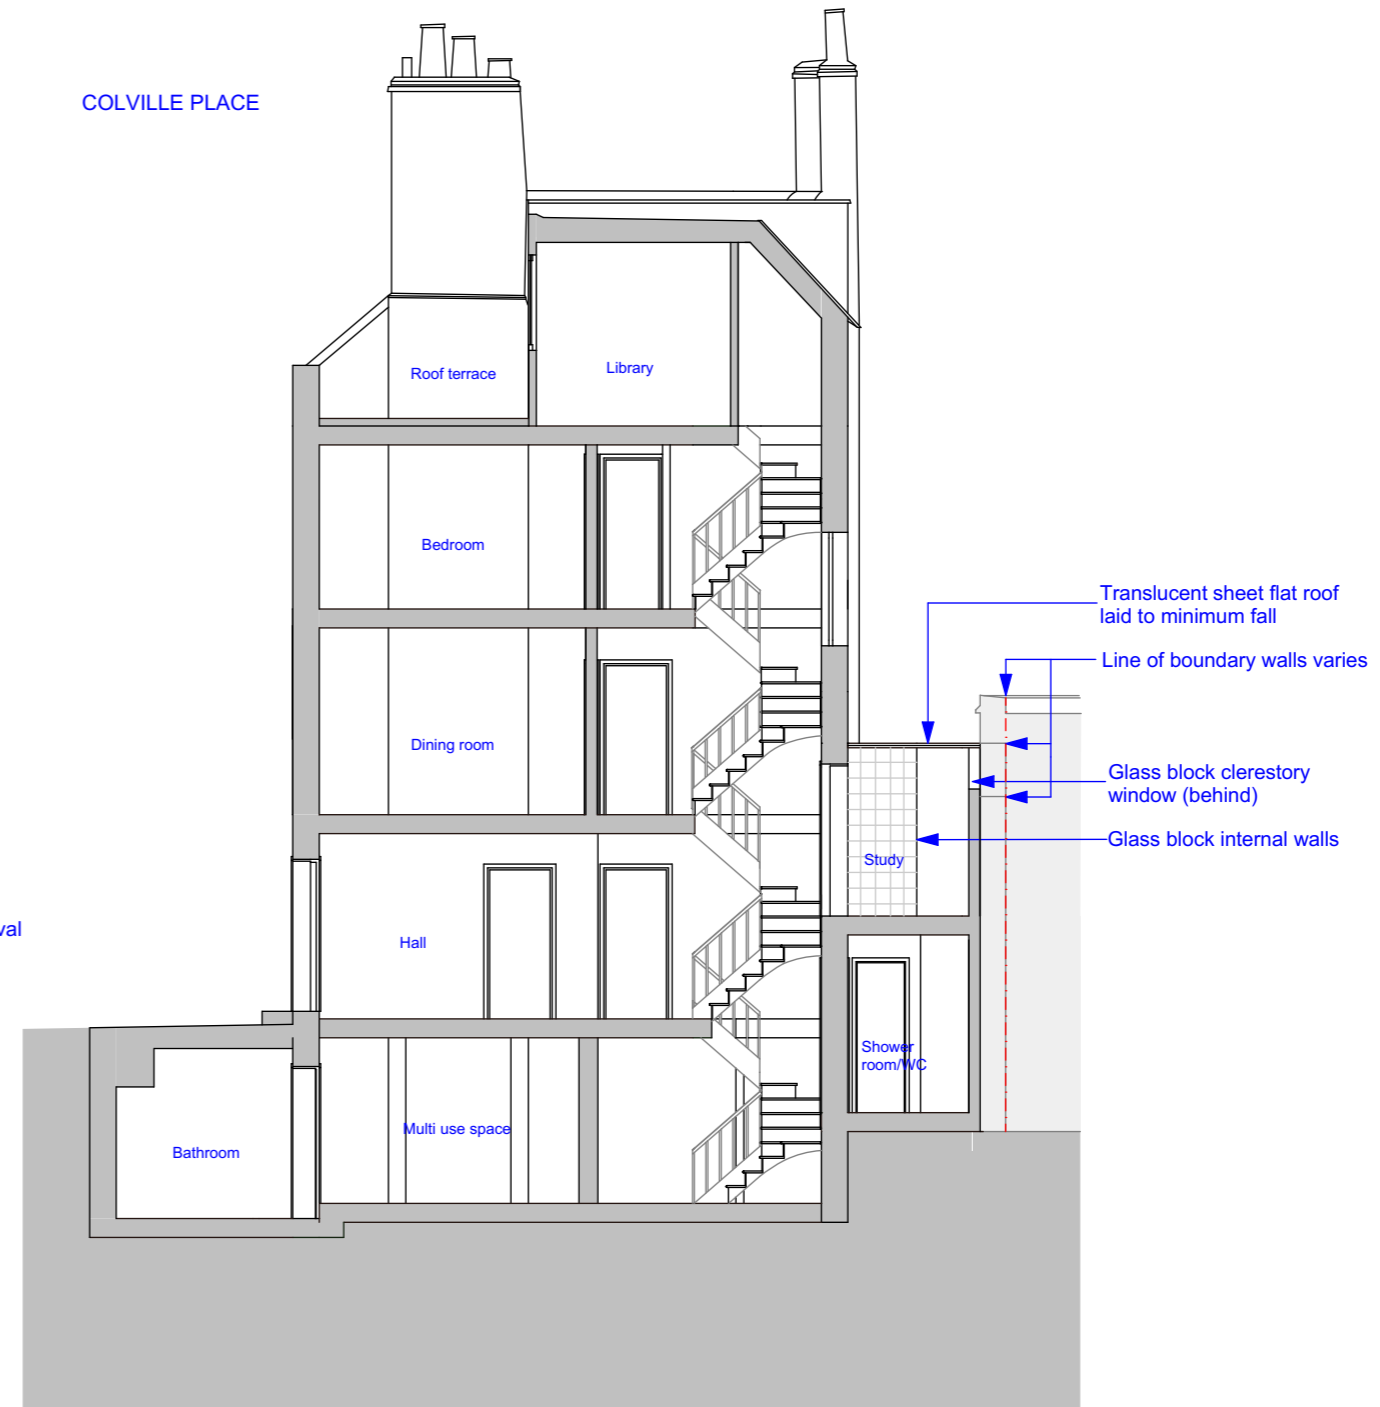 COLVILLE PLACE
Roof terrace
Library
Bedroom
Translucent sheet flat roof
laid to minimum fall
Line of boundary walls varies
Dining room
Glass block clerestory
window (behind)
Glass block internal walls
Study
val
Hall
Shower
room/WC
Multi use space
Bathroom